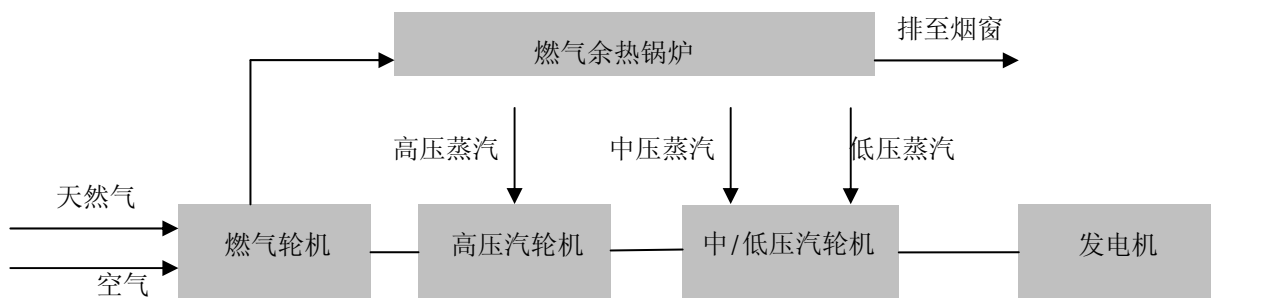 燃气余热锅炉
排至烟窗
高压蒸汽
中压蒸汽
低压蒸汽
天然气
空气
燃气轮机
高压汽轮机
中/低压汽轮机
发电机